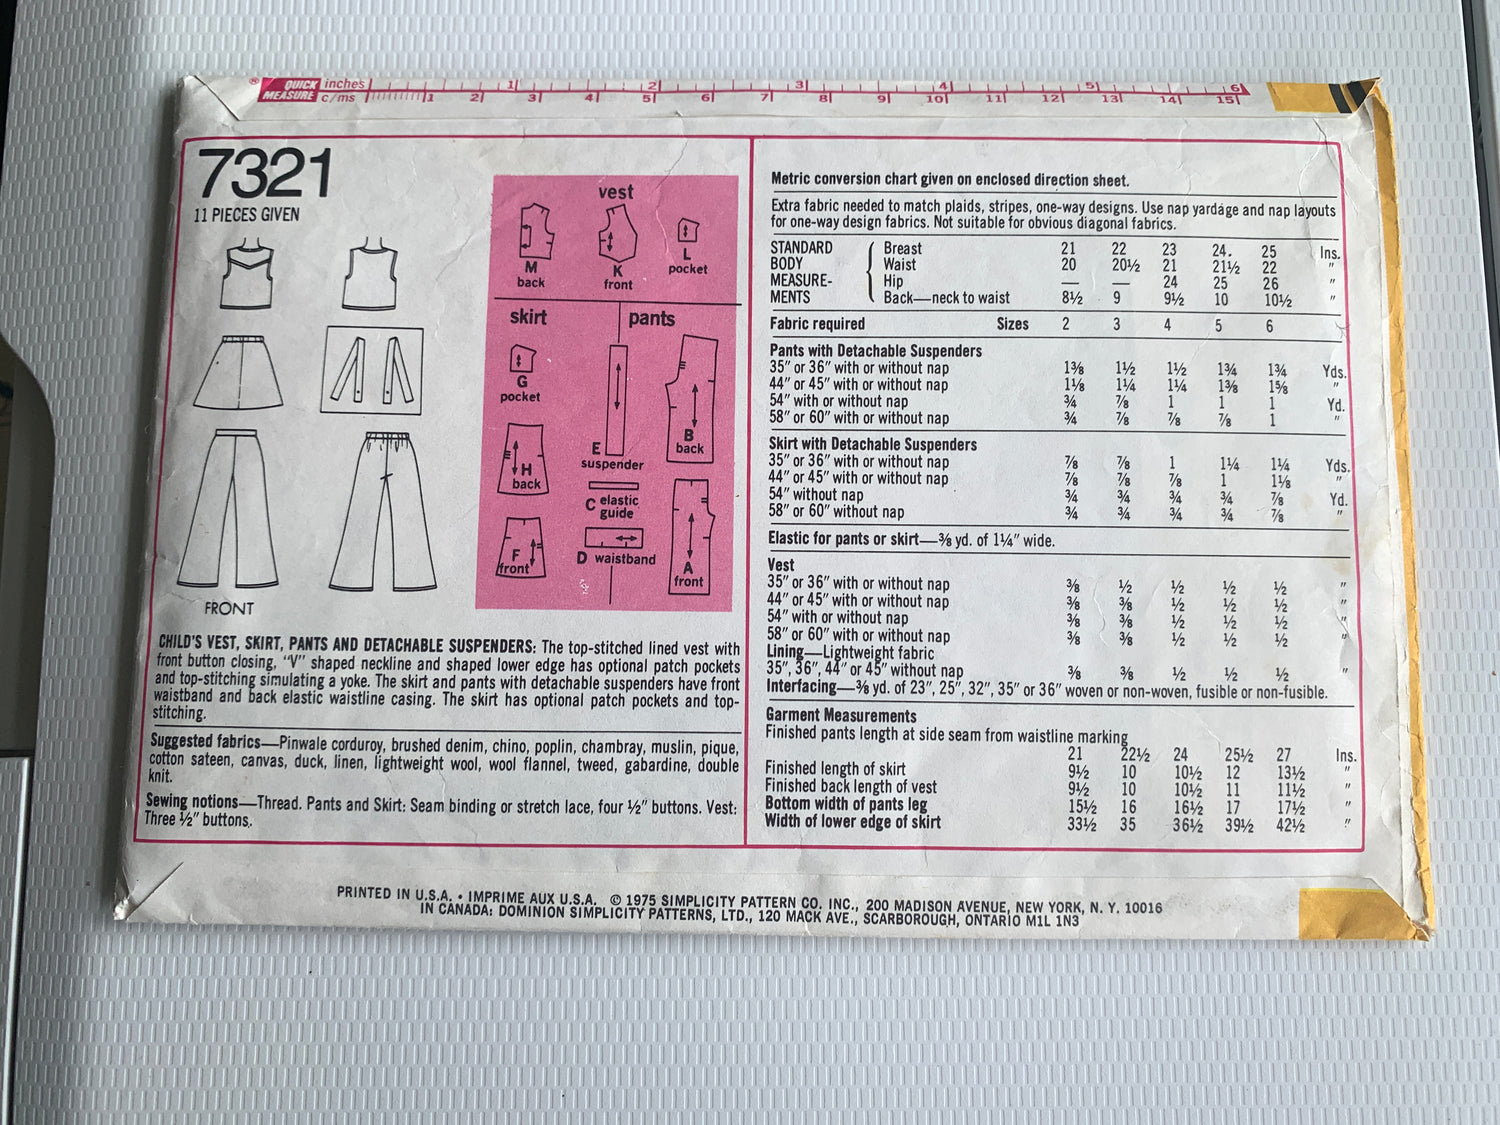 QUICK MEASURE ® inches 1 2 3 4 5 6
c/ms 1 2 3 4 5 6 7 8 9 10 11 12 13 14 15
7321
11 PIECES GIVEN
FRONT
vest
M
back
K
front
L
pocket
skirt
pants
G
pocket
E
suspender
B
back
H
back
C elastic
guide
F
front
D waistband
A
front
CHILD'S VEST, SKIRT, PANTS AND DETACHABLE SUSPENDERS: The top-stitched lined vest with
front button closing, "V" shaped neckline and shaped lower edge has optional patch pockets
and top-stitching simulating a yoke. The skirt and pants with detachable suspenders have front
waistband and back elastic waistline casing. The skirt has optional patch pockets and top-
stitching.
Suggested fabrics—Pinwale corduroy, brushed denim, chino, poplin, chambray, muslin, pique,
cotton sateen, canvas, duck, linen, lightweight wool, wool flannel, tweed, gabardine, double
knit.
Sewing notions—Thread. Pants and Skirt: Seam binding or stretch lace, four ½" buttons. Vest:
Three ½" buttons.
Metric conversion chart given on enclosed direction sheet.
Extra fabric needed to match plaids, stripes, one-way designs. Use nap yardage and nap layouts
for one-way design fabrics. Not suitable for obvious diagonal fabrics.
STANDARD Breast 21 22 23 24. 25 Ins.
BODY Waist 20 20½ 21 21½ 22 "
MEASURE- Hip — — 24 25 26 "
MENTS Back—neck to waist 8½ 9 9½ 10 10½ "
Fabric required Sizes 2 3 4 5 6
Pants with Detachable Suspenders
35" or 36" with or without nap 1⅜ 1½ 1½ 1¾ 1¾ Yds.
44" or 45" with or without nap 1⅛ 1¼ 1¼ 1⅜ 1⅝ "
54" with or without nap ¾ ⅞ 1 1 1 Yd.
58" or 60" with or without nap ¾ ⅞ ⅞ ⅞ 1 "
Skirt with Detachable Suspenders
35" or 36" with or without nap ⅞ ⅞ 1 1¼ 1¼ Yds.
44" or 45" with or without nap ⅞ ⅞ ⅞ 1 1⅛ "
54" without nap ¾ ¾ ¾ ¾ ⅞ Yd.
58" or 60" without nap ¾ ¾ ¾ ¾ ⅞ "
Elastic for pants or skirt—⅜ yd. of 1¼" wide.
Vest
35" or 36" with or without nap ⅜ ½ ½ ½ ½ "
44" or 45" with or without nap ⅜ ⅜ ½ ½ ½ "
54" with or without nap ⅜ ⅜ ½ ½ ½ "
58" or 60" with or without nap ⅜ ⅜ ½ ½ ½ "
Lining—Lightweight fabric
35", 36", 44" or 45" without nap ⅜ ⅜ ½ ½ ½ "
Interfacing—⅜ yd. of 23", 25", 32", 35" or 36" woven or non-woven, fusible or non-fusible.
Garment Measurements
Finished pants length at side seam from waistline marking
21 22½ 24 25½ 27 Ins.
Finished length of skirt 9½ 10 10½ 12 13½ "
Finished back length of vest 9½ 10 10½ 11 11½ "
Bottom width of pants leg 15½ 16 16½ 17 17½ "
Width of lower edge of skirt 33½ 35 36½ 39½ 42½ "
PRINTED IN U.S.A. • IMPRIME AUX U.S.A. © 1975 SIMPLICITY PATTERN CO. INC., 200 MADISON AVENUE, NEW YORK, N. Y. 10016
IN CANADA: DOMINION SIMPLICITY PATTERNS, LTD., 120 MACK AVE., SCARBOROUGH, ONTARIO M1L 1N3